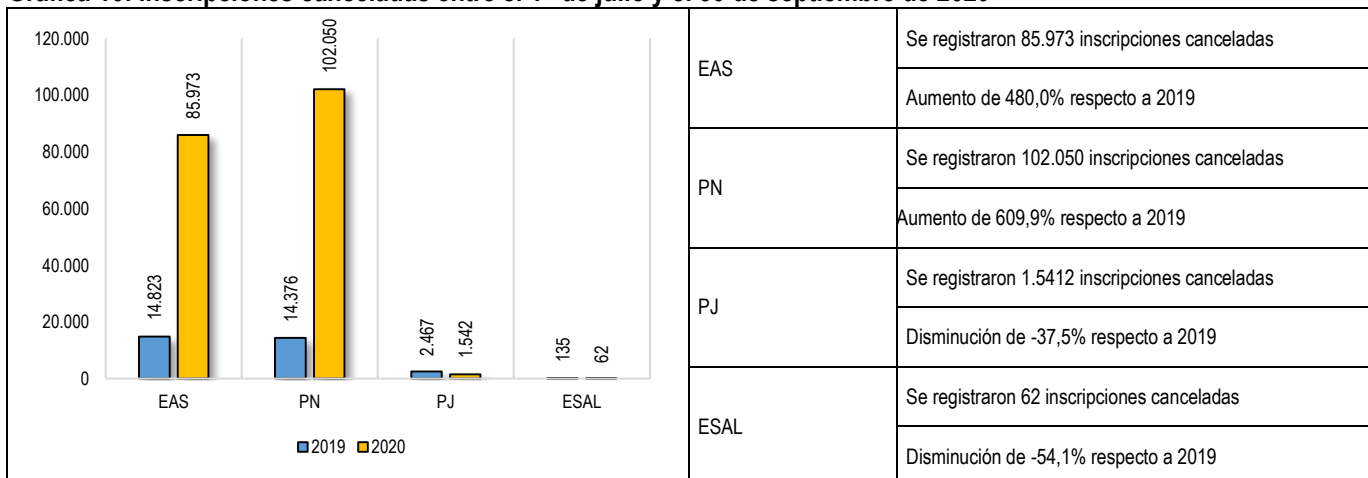 Inscripciones canceladas entre el de julio y el de septiembre de 2020
120.000
100.000
80.000
60.000
40.000
20.000
0
14.823
85.973
14.376
102.050
2.467
1.542
135
62
EAS PN PJ ESAL
2019 2020
EAS
Se registraron 85.973 inscripciones canceladas
Aumento de 480,0% respecto a 2019
PN
Se registraron 102.050 inscripciones canceladas
Aumento de 609,9% respecto a 2019
PJ
Se registraron 1.5412 inscripciones canceladas
Disminución de -37,5% respecto a 2019
ESAL
Se registraron 62 inscripciones canceladas
Disminución de -54,1% respecto a 2019